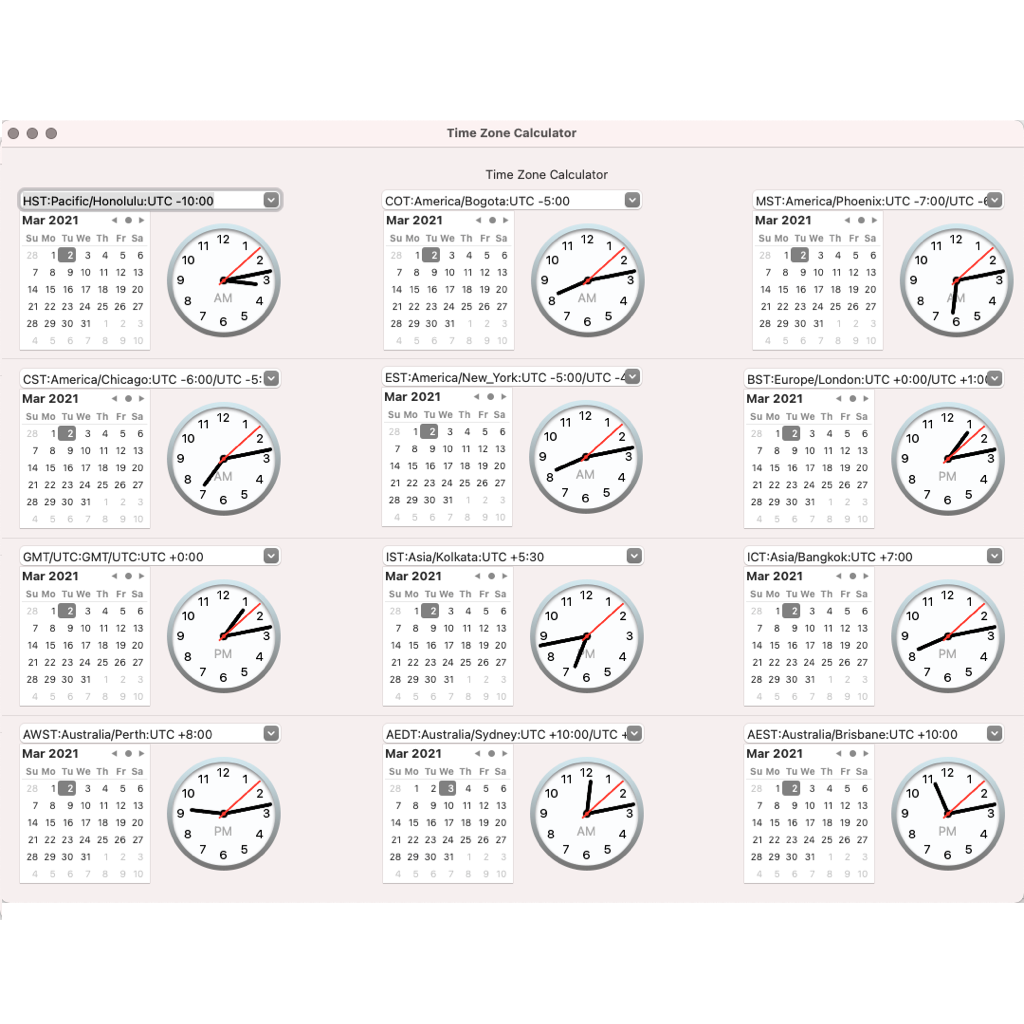 Time Zone Calculator
Time Zone Calculator
HST:Pacific/Honolulu:UTC -10:00
Mar 2021
Su Mo Tu We Th Fr Sa
28 1 2 3 4 5 6
7 8 9 10 11 12 13
14 15 16 17 18 19 20
21 22 23 24 25 26 27
28 29 30 31 1 2 3
4 5 6 7 8 9 10
12 1 2 3 4 5 6 7 8 9 10 11
AM
COT:America/Bogota:UTC -5:00
Mar 2021
Su Mo Tu We Th Fr Sa
28 1 2 3 4 5 6
7 8 9 10 11 12 13
14 15 16 17 18 19 20
21 22 23 24 25 26 27
28 29 30 31 1 2 3
4 5 6 7 8 9 10
12 1 2 3 4 5 6 7 8 9 10 11
AM
MST:America/Phoenix:UTC -7:00/UTC -6
Mar 2021
Su Mo Tu We Th Fr Sa
28 1 2 3 4 5 6
7 8 9 10 11 12 13
14 15 16 17 18 19 20
21 22 23 24 25 26 27
28 29 30 31 1 2 3
4 5 6 7 8 9 10
12 1 2 3 4 5 6 7 8 9 10 11
AM
CST:America/Chicago:UTC -6:00/UTC -5:
Mar 2021
Su Mo Tu We Th Fr Sa
28 1 2 3 4 5 6
7 8 9 10 11 12 13
14 15 16 17 18 19 20
21 22 23 24 25 26 27
28 29 30 31 1 2 3
4 5 6 7 8 9 10
12 1 2 3 4 5 6 7 8 9 10 11
AM
EST:America/New_York:UTC -5:00/UTC -4
Mar 2021
Su Mo Tu We Th Fr Sa
28 1 2 3 4 5 6
7 8 9 10 11 12 13
14 15 16 17 18 19 20
21 22 23 24 25 26 27
28 29 30 31 1 2 3
4 5 6 7 8 9 10
12 1 2 3 4 5 6 7 8 9 10 11
AM
BST:Europe/London:UTC +0:00/UTC +1:00
Mar 2021
Su Mo Tu We Th Fr Sa
28 1 2 3 4 5 6
7 8 9 10 11 12 13
14 15 16 17 18 19 20
21 22 23 24 25 26 27
28 29 30 31 1 2 3
4 5 6 7 8 9 10
12 1 2 3 4 5 6 7 8 9 10 11
PM
GMT/UTC:GMT/UTC:UTC +0:00
Mar 2021
Su Mo Tu We Th Fr Sa
28 1 2 3 4 5 6
7 8 9 10 11 12 13
14 15 16 17 18 19 20
21 22 23 24 25 26 27
28 29 30 31 1 2 3
4 5 6 7 8 9 10
12 1 2 3 4 5 6 7 8 9 10 11
PM
IST:Asia/Kolkata:UTC +5:30
Mar 2021
Su Mo Tu We Th Fr Sa
28 1 2 3 4 5 6
7 8 9 10 11 12 13
14 15 16 17 18 19 20
21 22 23 24 25 26 27
28 29 30 31 1 2 3
4 5 6 7 8 9 10
12 1 2 3 4 5 6 7 8 9 10 11
PM
ICT:Asia/Bangkok:UTC +7:00
Mar 2021
Su Mo Tu We Th Fr Sa
28 1 2 3 4 5 6
7 8 9 10 11 12 13
14 15 16 17 18 19 20
21 22 23 24 25 26 27
28 29 30 31 1 2 3
4 5 6 7 8 9 10
12 1 2 3 4 5 6 7 8 9 10 11
PM
AWST:Australia/Perth:UTC +8:00
Mar 2021
Su Mo Tu We Th Fr Sa
28 1 2 3 4 5 6
7 8 9 10 11 12 13
14 15 16 17 18 19 20
21 22 23 24 25 26 27
28 29 30 31 1 2 3
4 5 6 7 8 9 10
12 1 2 3 4 5 6 7 8 9 10 11
PM
AEDT:Australia/Sydney:UTC +10:00/UTC +
Mar 2021
Su Mo Tu We Th Fr Sa
28 1 2 3 4 5 6
7 8 9 10 11 12 13
14 15 16 17 18 19 20
21 22 23 24 25 26 27
28 29 30 31 1 2 3
4 5 6 7 8 9 10
12 1 2 3 4 5 6 7 8 9 10 11
AM
AEST:Australia/Brisbane:UTC +10:00
Mar 2021
Su Mo Tu We Th Fr Sa
28 1 2 3 4 5 6
7 8 9 10 11 12 13
14 15 16 17 18 19 20
21 22 23 24 25 26 27
28 29 30 31 1 2 3
4 5 6 7 8 9 10
12 1 2 3 4 5 6 7 8 9 10 11
PM